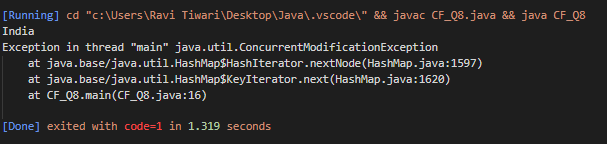 [Running] cd "c:\Users\Ravi Tiwari\Desktop\Java\.vscode\" && javac CF_Q8.java && java CF_Q8
India
Exception in thread "main" java.util.ConcurrentModificationException
    at java.base/java.util.HashMap$HashIterator.nextNode(HashMap.java:1597)
    at java.base/java.util.HashMap$KeyIterator.next(HashMap.java:1620)
    at CF_Q8.main(CF_Q8.java:16)
[Done] exited with code=1 in 1.319 seconds